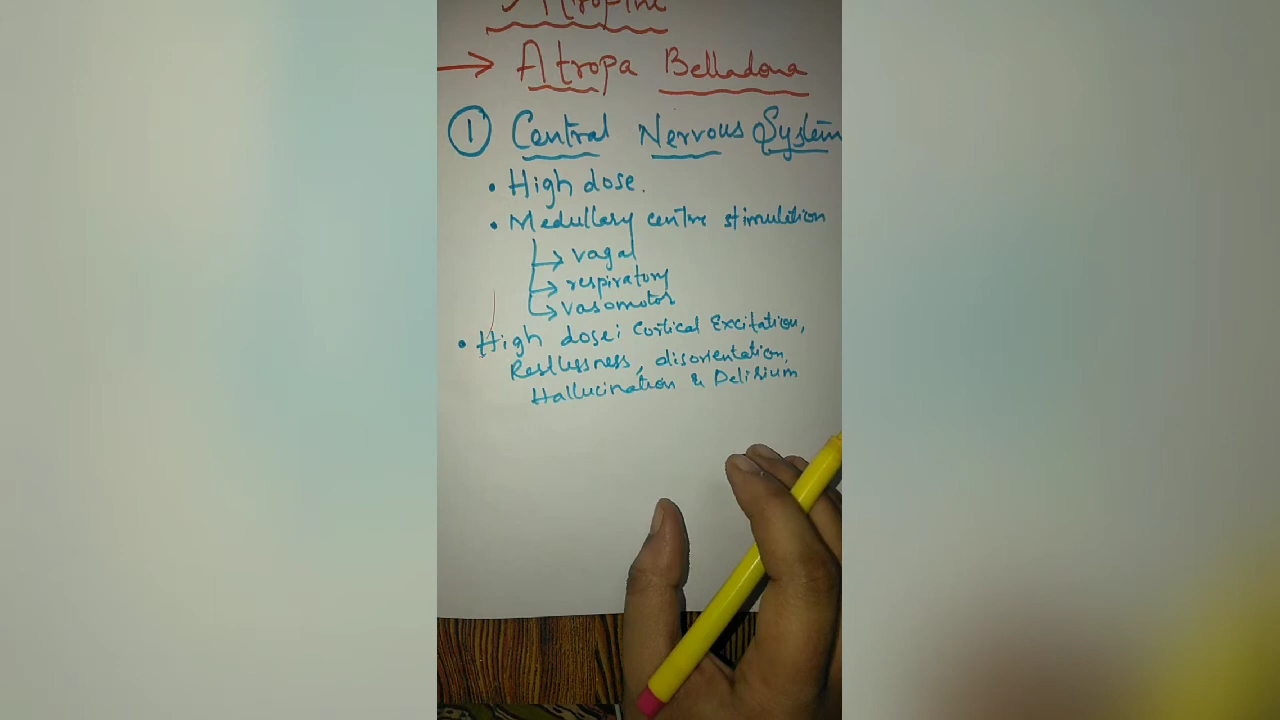 Atropine
→ Atropa Belladona
① Central Nervous System
• High dose.
• Medullary centre stimulation
→ vagal
→ respiratory
→ vasomotor
• High dose: Cortical Excitation,
Restlessness, disorientation,
Hallucination & Delirium